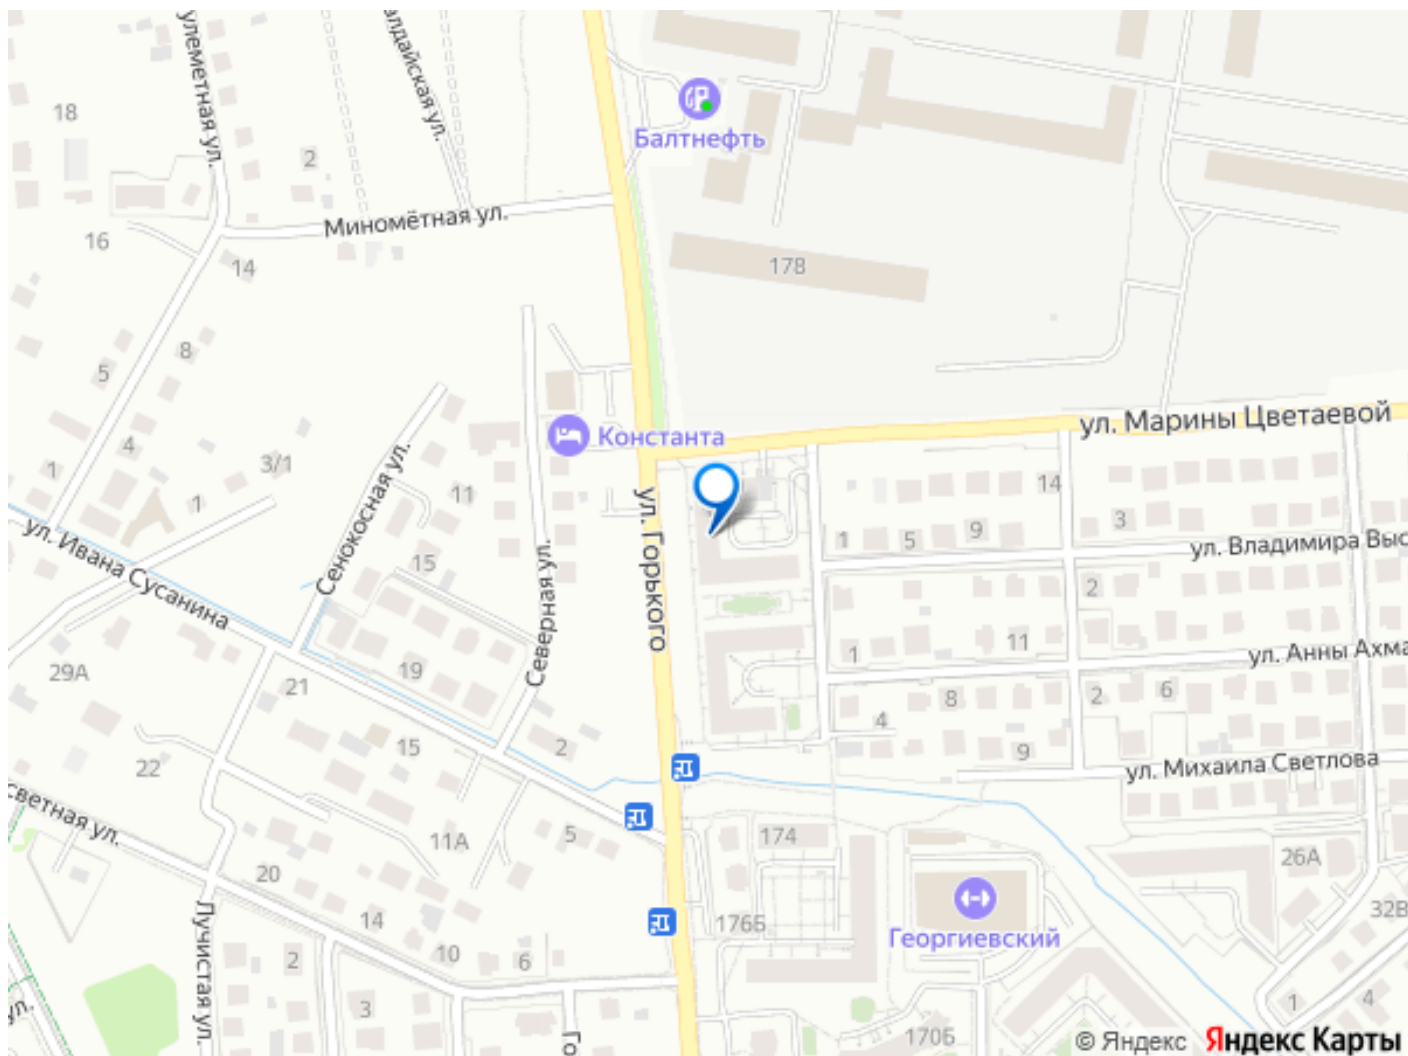 улеметная ул.
алдайская ул.
18
Балтнефть
2
Миномётная ул.
16
14
178
8
5
ул. Марины Цветаевой
4
Константа
3/1
1
1
11
14
ул. Ивана Сусанина
Сенокосная ул.
15
Северная ул.
ул. Горького
1
5
9
3
ул. Владимира Выс
2
11
1
ул. Анны Ахма
29А
21
19
8
2
6
4
9
15
2
22
ул. Михаила Светлова
светная ул.
11А
5
174
26А
20
14
10
6
2
3
Лучистая ул.
176Б
Георгиевский
32В
1
4
ул.
Го
170Б
© Яндекс Яндекс Карты